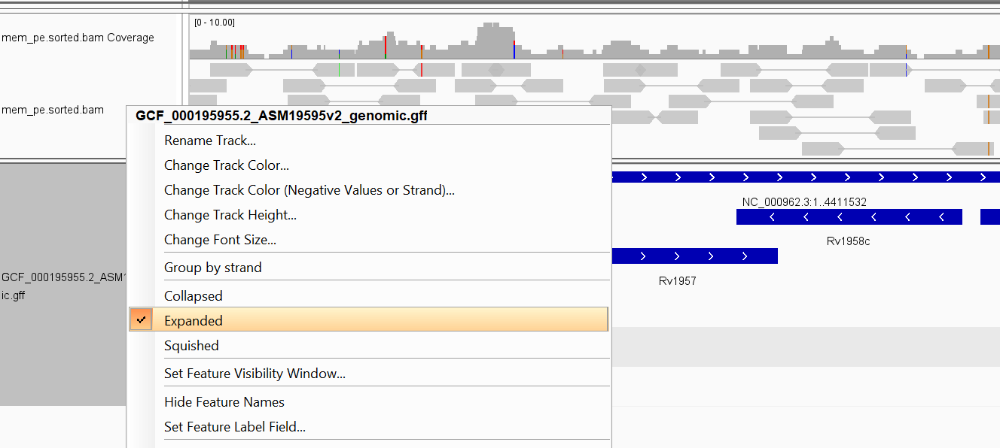 [0 - 10.00]
mem_pe.sorted.bam Coverage
mem_pe.sorted.bam
GCF_000195955.2_ASM19595v2_genomic.gff
Rename Track...
Change Track Color...
Change Track Color (Negative Values or Strand)...
NC_000962.3:1..4411532
Change Track Height...
Change Font Size...
Rv1958c
Group by strand
GCF_000195955.2_ASM1
ic.gff
Rv1957
Collapsed
Expanded
Squished
Set Feature Visibility Window...
Hide Feature Names
Set Feature Label Field...